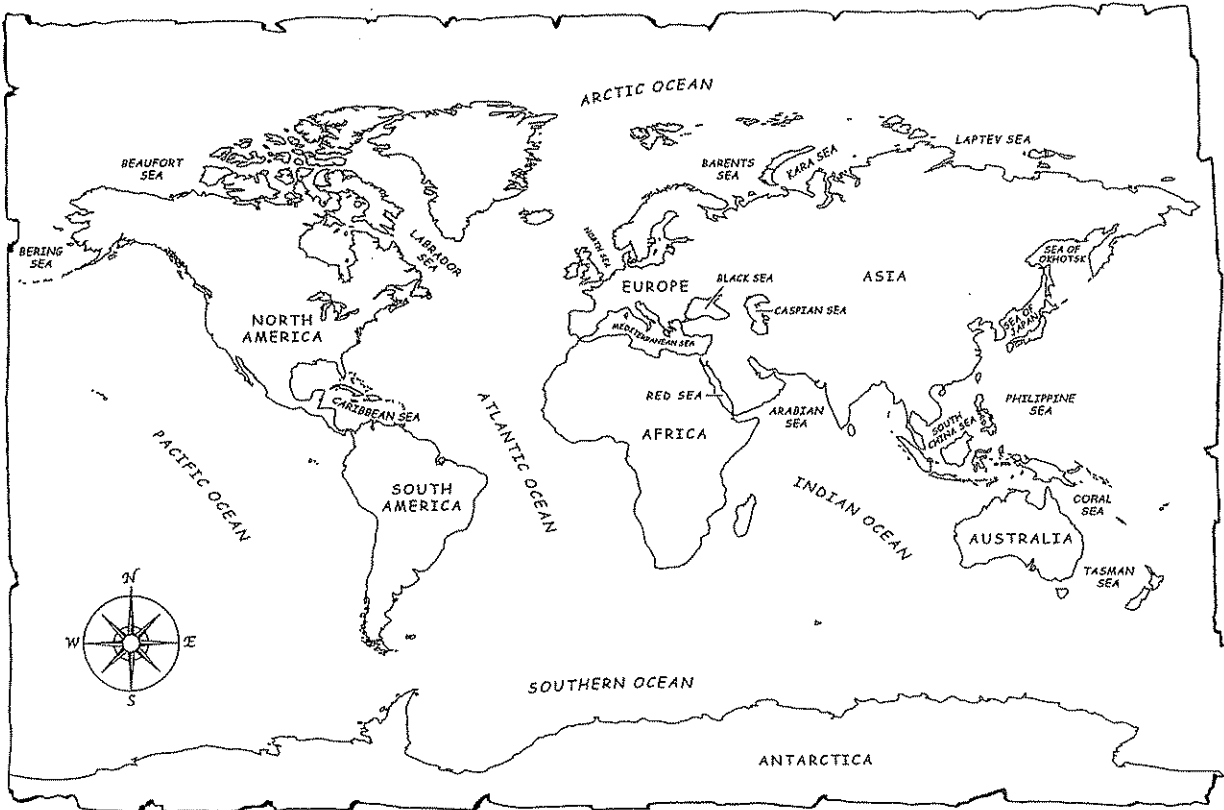 ARCTIC OCEAN
LAPTEV SEA
BEAUFORT
SEA
BARENTS
SEA
KARA SEA
BERING
SEA
LABRADOR
SEA
NORTH SEA
SEA OF
OKHOTSK
EUROPE
BLACK SEA
ASIA
CASPIAN SEA
NORTH
AMERICA
SEA OF
JAPAN
MEDITERRANEAN SEA
RED SEA
ARABIAN
SEA
PHILIPPINE
SEA
CARIBBEAN SEA
ATLANTIC OCEAN
AFRICA
SOUTH
CHINA SEA
PACIFIC OCEAN
SOUTH
AMERICA
INDIAN OCEAN
CORAL
SEA
AUSTRALIA
TASMAN
SEA
N
W
E
S
SOUTHERN OCEAN
ANTARCTICA